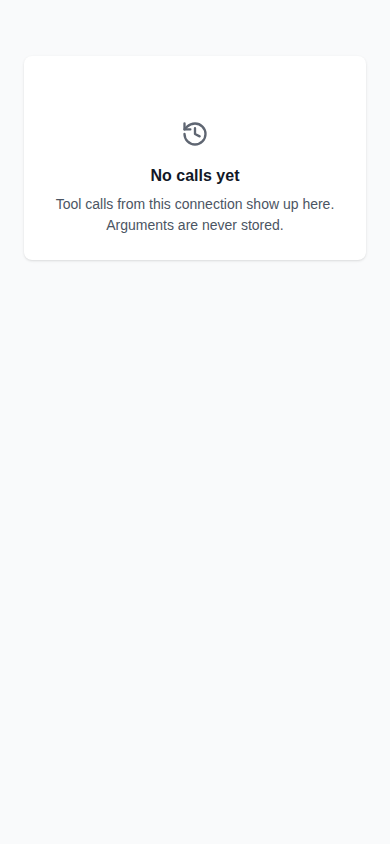 No calls yet
Tool calls from this connection show up here.
Arguments are never stored.